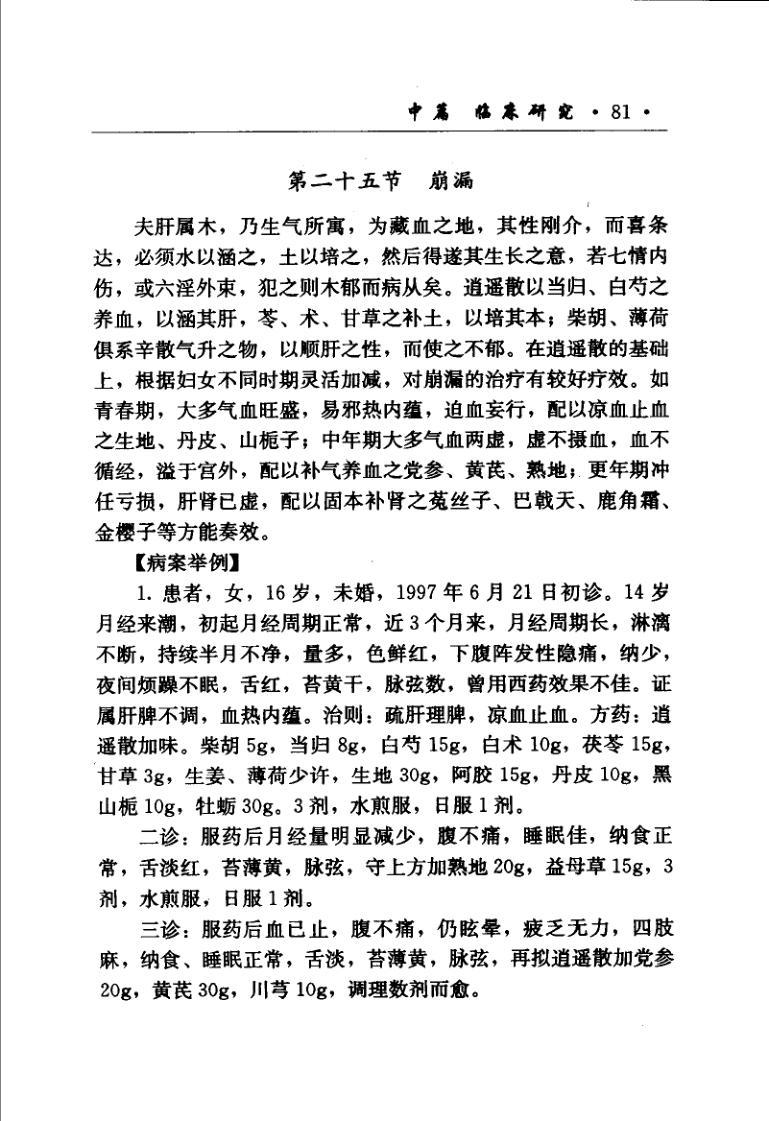 中篇 临床研究·81·
第二十五节 崩漏
夫肝属木，乃生气所寓，为藏血之地，其性刚介，而喜条
达，必须水以涵之，土以培之，然后得遂其生长之意，若七情内
伤，或六淫外束，犯之则木郁而病从矣。逍遥散以当归、白芍之
养血，以涵其肝，苓、术、甘草之补土，以培其本；柴胡、薄荷
俱系辛散气升之物，以顺肝之性，而使之不郁。在逍遥散的基础
上，根据妇女不同时期灵活加减，对崩漏的治疗有较好疗效。如
青春期，大多气血旺盛，易邪热内蕴，迫血妄行，配以凉血止血
之生地、丹皮、山栀子；中年期大多气血两虚，虚不摄血，血不
循经，溢于宫外，配以补气养血之党参、黄芪、熟地；更年期冲
任亏损，肝肾已虚，配以固本补肾之菟丝子、巴戟天、鹿角霜、
金樱子等方能奏效。
【病案举例】
1. 患者，女，16 岁，未婚，1997 年 6 月 21 日初诊。14 岁
月经来潮，初起月经周期正常，近 3 个月来，月经周期长，淋漓
不断，持续半月不净，量多，色鲜红，下腹阵发性隐痛，纳少，
夜间烦躁不眠，舌红，苔黄干，脉弦数，曾用西药效果不佳。证
属肝脾不调，血热内蕴。治则：疏肝理脾，凉血止血。方药：逍
遥散加味。柴胡 5g，当归 8g，白芍 15g，白术 10g，茯苓 15g，
甘草 3g，生姜、薄荷少许，生地 30g，阿胶 15g，丹皮 10g，黑
山栀 10g，牡蛎 30g。3 剂，水煎服，日服 1 剂。
二诊：服药后月经量明显减少，腹不痛，睡眠佳，纳食正
常，舌淡红，苔薄黄，脉弦，守上方加熟地 20g，益母草 15g，3
剂，水煎服，日服 1 剂。
三诊：服药后血已止，腹不痛，仍眩晕，疲乏无力，四肢
麻，纳食、睡眠正常，舌淡，苔薄黄，脉弦，再拟逍遥散加党参
20g，黄芪 30g，川芎 10g，调理数剂而愈。